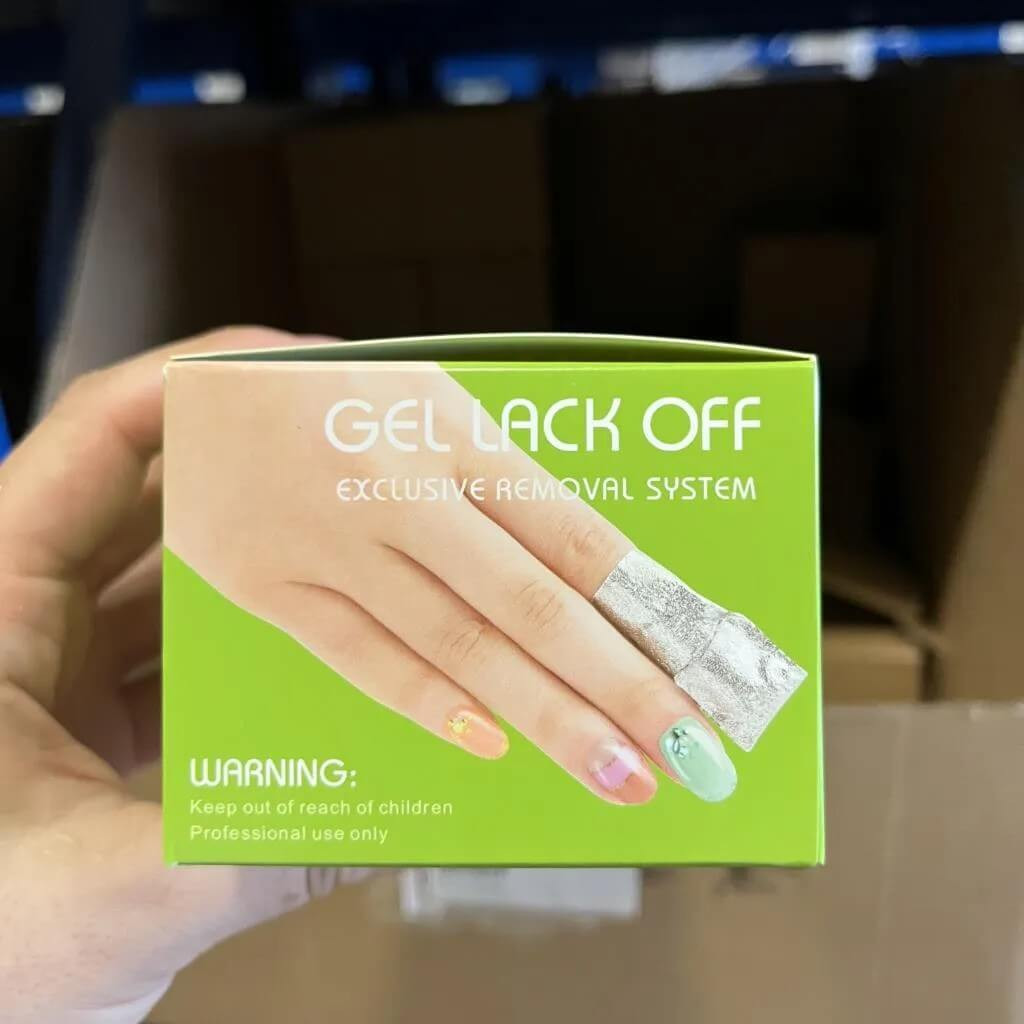 GEL LACK OFF
EXCLUSIVE REMOVAL SYSTEM
WARNING:
Keep out of reach of children
Professional use only